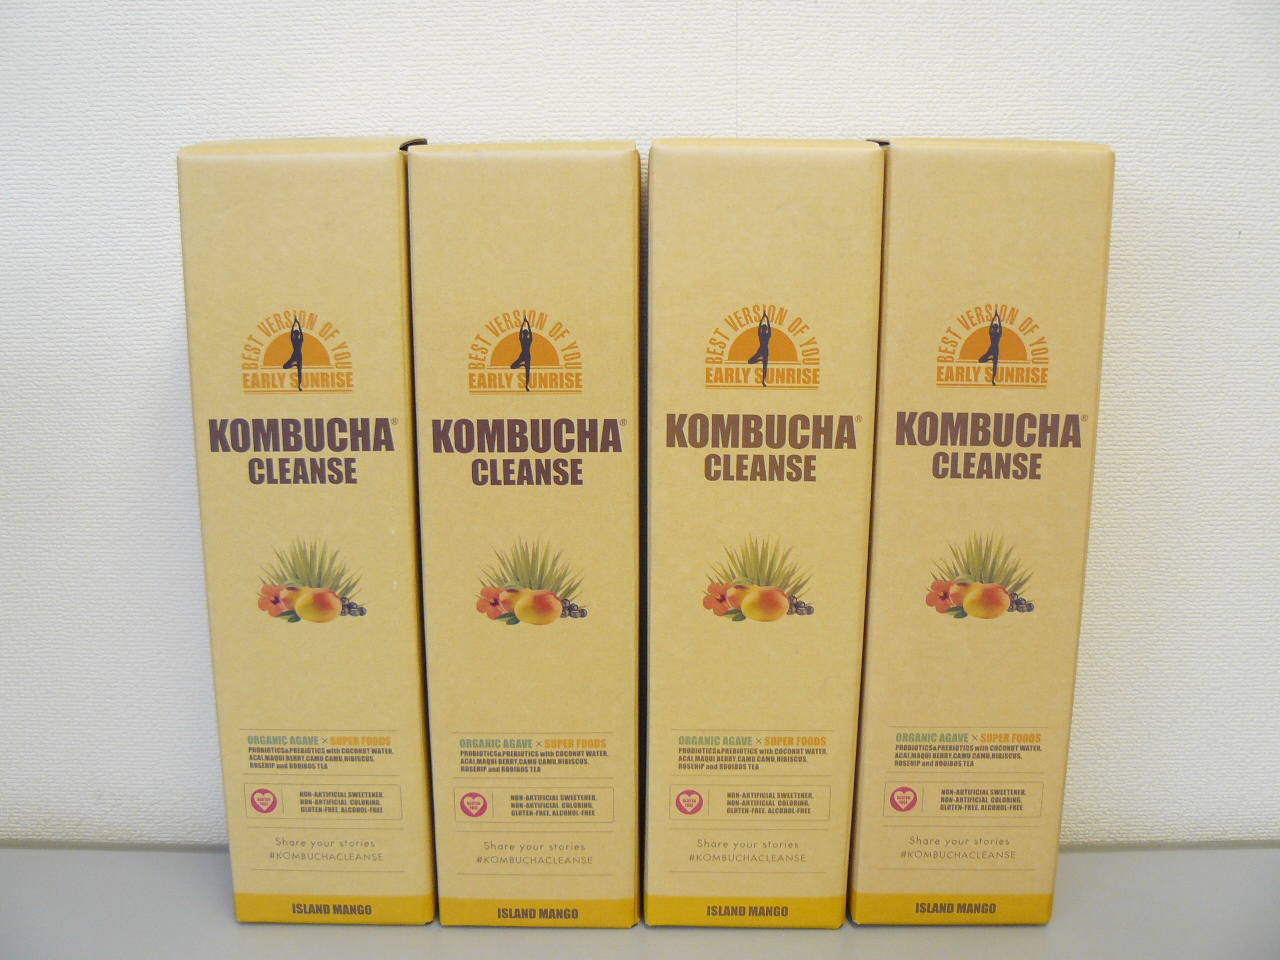 BEST VERSION OF YOU
EARLY SUNRISE
KOMBUCHA®
CLEANSE
ORGANIC AGAVE × SUPER FOODS
PROBIOTICS&PREBIOTICS with COCONUT WATER,
ACAI,MAQUI BERRY,CAMU CAMU,HIBISCUS,
ROSEHIP and ROOIBOS TEA
GLUTEN
FREE
NON-ARTIFICIAL SWEETENER,
NON-ARTIFICIAL COLORING,
GLUTEN-FREE, ALCOHOL-FREE
Share your stories
#KOMBUCHACLEANSE
ISLAND MANGO
BEST VERSION OF YOU
EARLY SUNRISE
KOMBUCHA®
CLEANSE
ORGANIC AGAVE × SUPER FOODS
PROBIOTICS&PREBIOTICS with COCONUT WATER,
ACAI,MAQUI BERRY,CAMU CAMU,HIBISCUS,
ROSEHIP and ROOIBOS TEA
GLUTEN
FREE
NON-ARTIFICIAL SWEETENER,
NON-ARTIFICIAL COLORING,
GLUTEN-FREE, ALCOHOL-FREE
Share your stories
#KOMBUCHACLEANSE
ISLAND MANGO
BEST VERSION OF YOU
EARLY SUNRISE
KOMBUCHA®
CLEANSE
ORGANIC AGAVE × SUPER FOODS
PROBIOTICS&PREBIOTICS with COCONUT WATER,
ACAI,MAQUI BERRY,CAMU CAMU,HIBISCUS,
ROSEHIP and ROOIBOS TEA
GLUTEN
FREE
NON-ARTIFICIAL SWEETENER,
NON-ARTIFICIAL COLORING,
GLUTEN-FREE, ALCOHOL-FREE
Share your stories
#KOMBUCHACLEANSE
ISLAND MANGO
BEST VERSION OF YOU
EARLY SUNRISE
KOMBUCHA®
CLEANSE
ORGANIC AGAVE × SUPER FOODS
PROBIOTICS&PREBIOTICS with COCONUT WATER,
ACAI,MAQUI BERRY,CAMU CAMU,HIBISCUS,
ROSEHIP and ROOIBOS TEA
GLUTEN
FREE
NON-ARTIFICIAL SWEETENER,
NON-ARTIFICIAL COLORING,
GLUTEN-FREE, ALCOHOL-FREE
Share your stories
#KOMBUCHACLEANSE
ISLAND MANGO